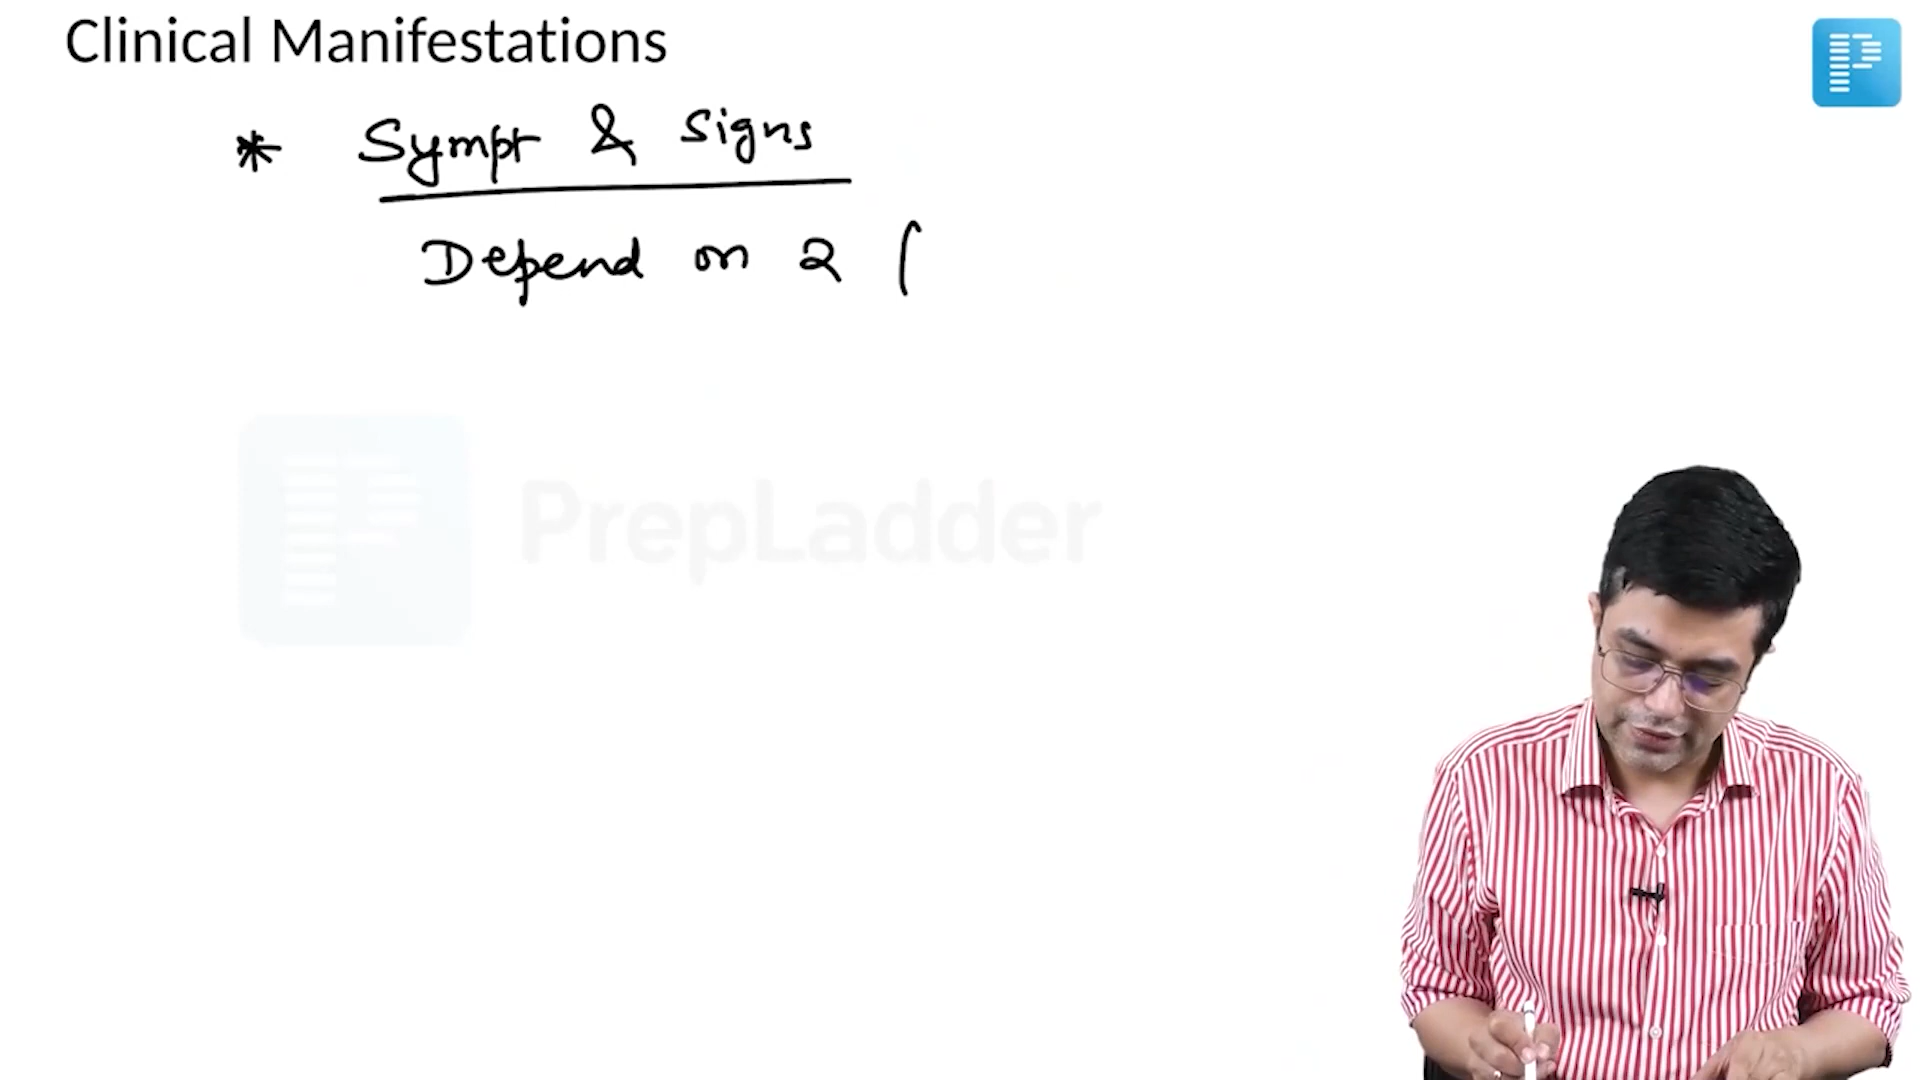 Clinical Manifestations
* Sympt & Signs
Depend on 2 (
PrepLadder